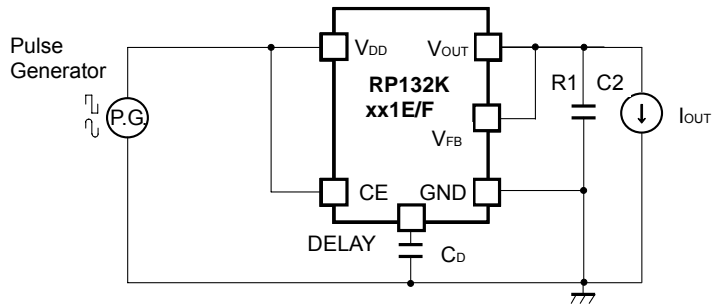 Pulse
Generator
P.G.
VDD
VOUT
RP132K
xx1E/F
VFB
CE
GND
DELAY
CD
R1
C2
IOUT